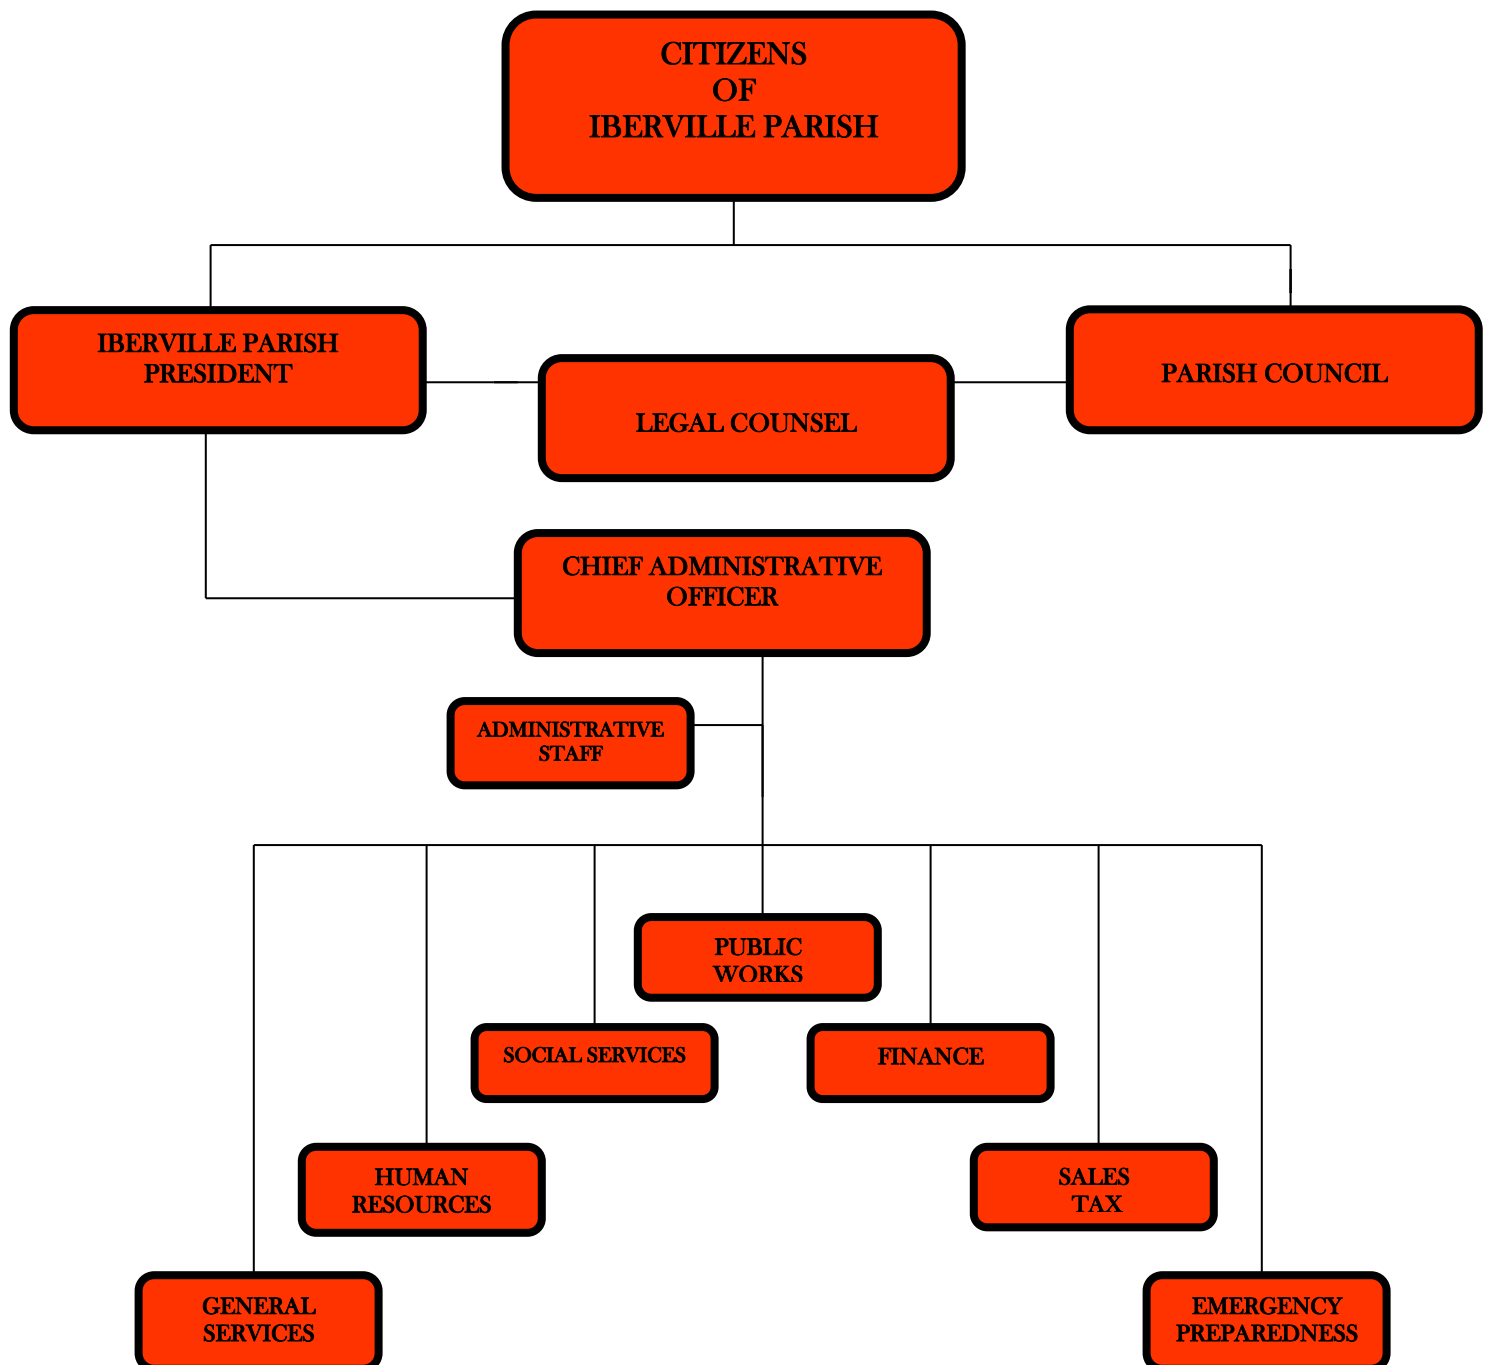 CITIZENS
OF
IBERVILLE PARISH
IBERVILLE PARISH
PRESIDENT
PARISH COUNCIL
LEGAL COUNSEL
CHIEF ADMINISTRATIVE
OFFICER
ADMINISTRATIVE
STAFF
PUBLIC
WORKS
SOCIAL SERVICES
FINANCE
HUMAN
RESOURCES
SALES
TAX
GENERAL
SERVICES
EMERGENCY
PREPAREDNESS